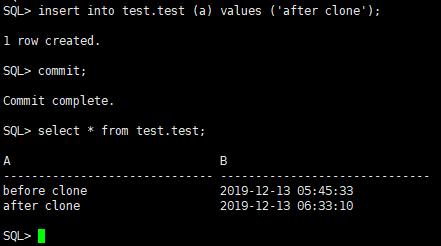 SQL> insert into test.test (a) values ('after clone');
1 row created.
SQL> commit;
Commit complete.
SQL> select * from test.test;
A                              B
------------------------------ ------------------------------
before clone                   2019-12-13 05:45:33
after clone                    2019-12-13 06:33:10
SQL>